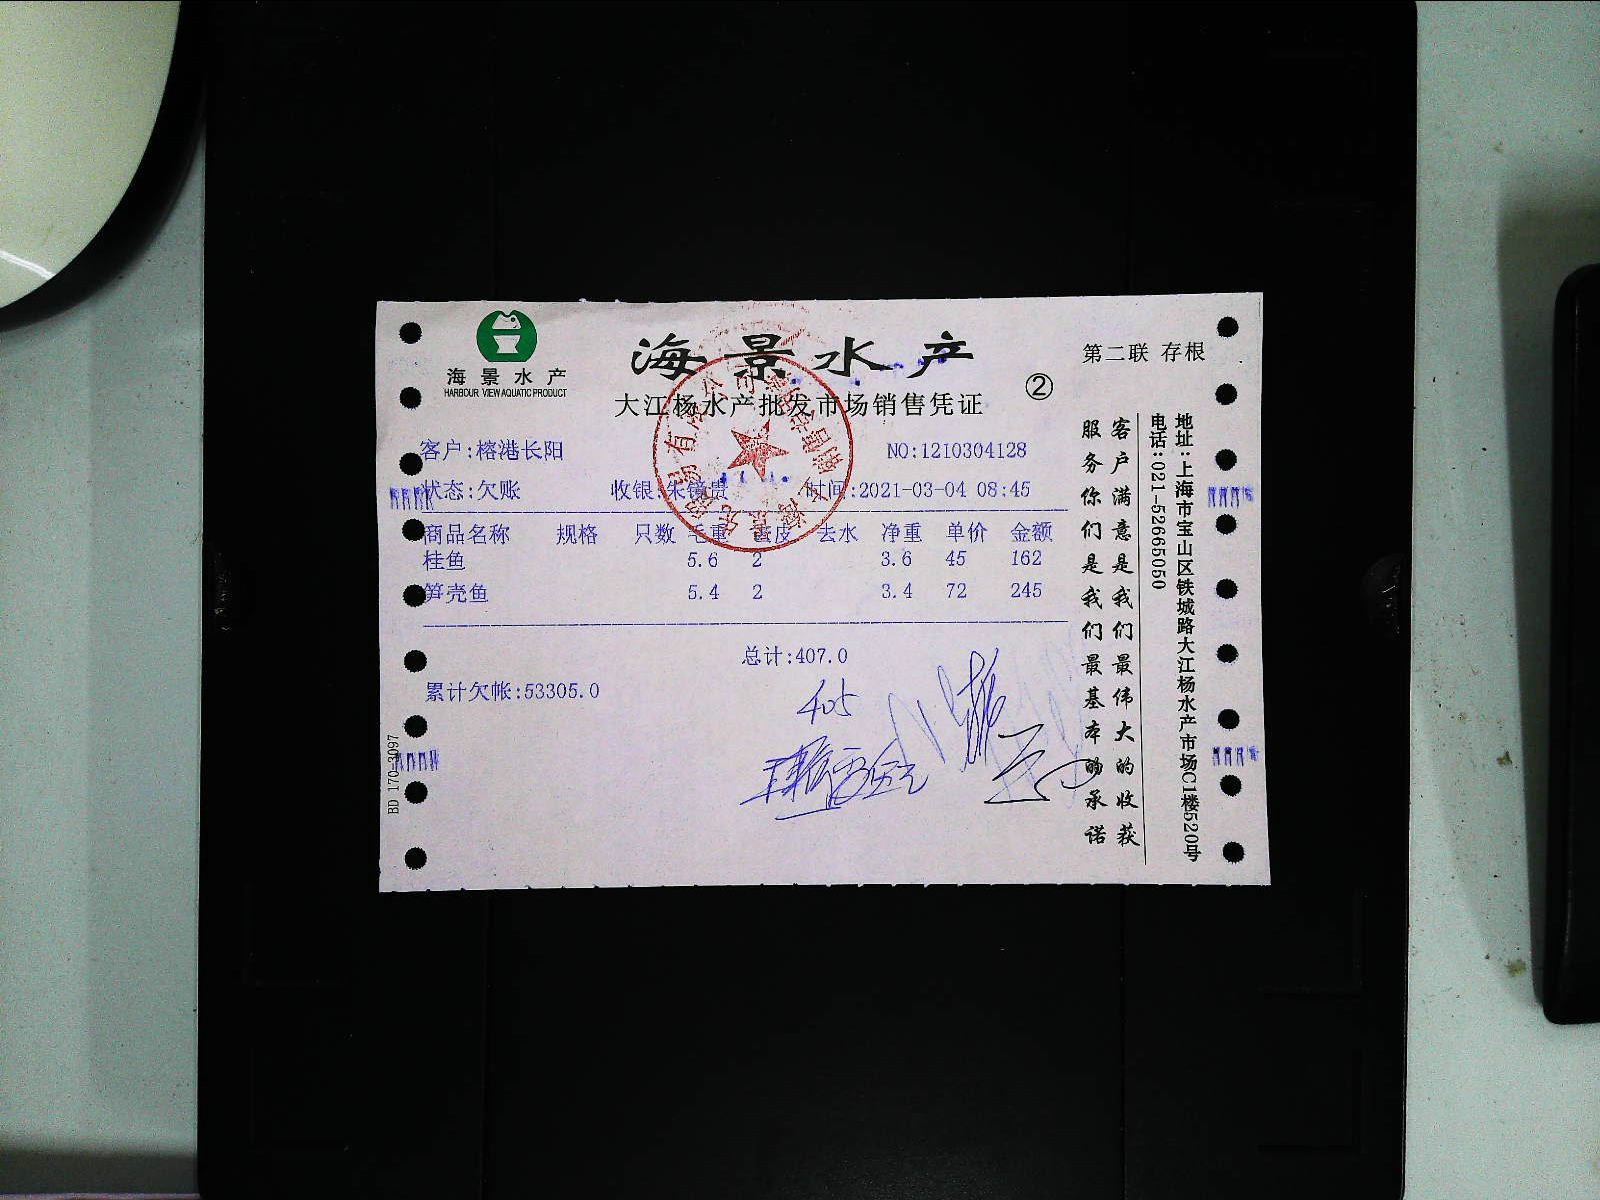 海景水产
HARBOUR VIEW AQUATIC PRODUCT
海景水产
第二联 存根
②
大江杨水产批发市场销售凭证
客户:榕港长阳 NO:1210304128
状态:欠账 收银:朱镜贵 时间:2021-03-04 08:45
商品名称 规格 只数 毛重 查皮 去水 净重 单价 金额
桂鱼 5.6 2 3.6 45 162
笋壳鱼 5.4 2 3.4 72 245
总计:407.0
累计欠帐:53305.0
405
BD 170-3097
客户满意是我们最伟大的收获
服务你们是我们最基本的承诺
地址:上海市宝山区铁城路大江杨水产市场C1楼520号
电话:021-52665050